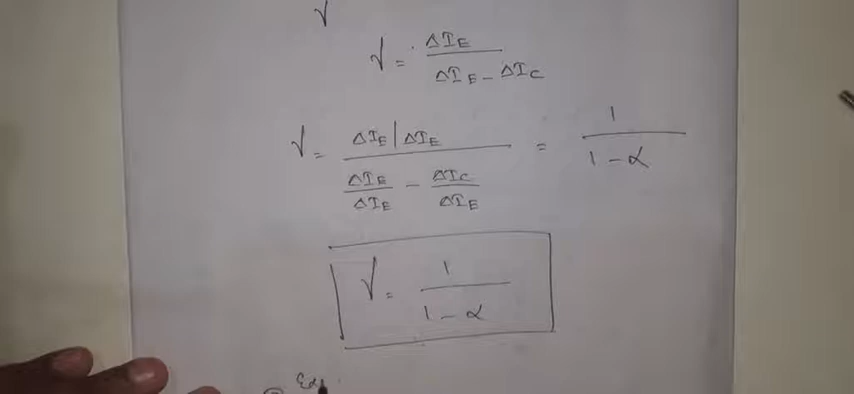 γ
γ = ΔIE / ΔIE - ΔIC
γ = ΔIE | ΔIE / ΔIE / ΔIE - ΔIC / ΔIE = 1 / 1 - α
γ = 1 / 1 - α